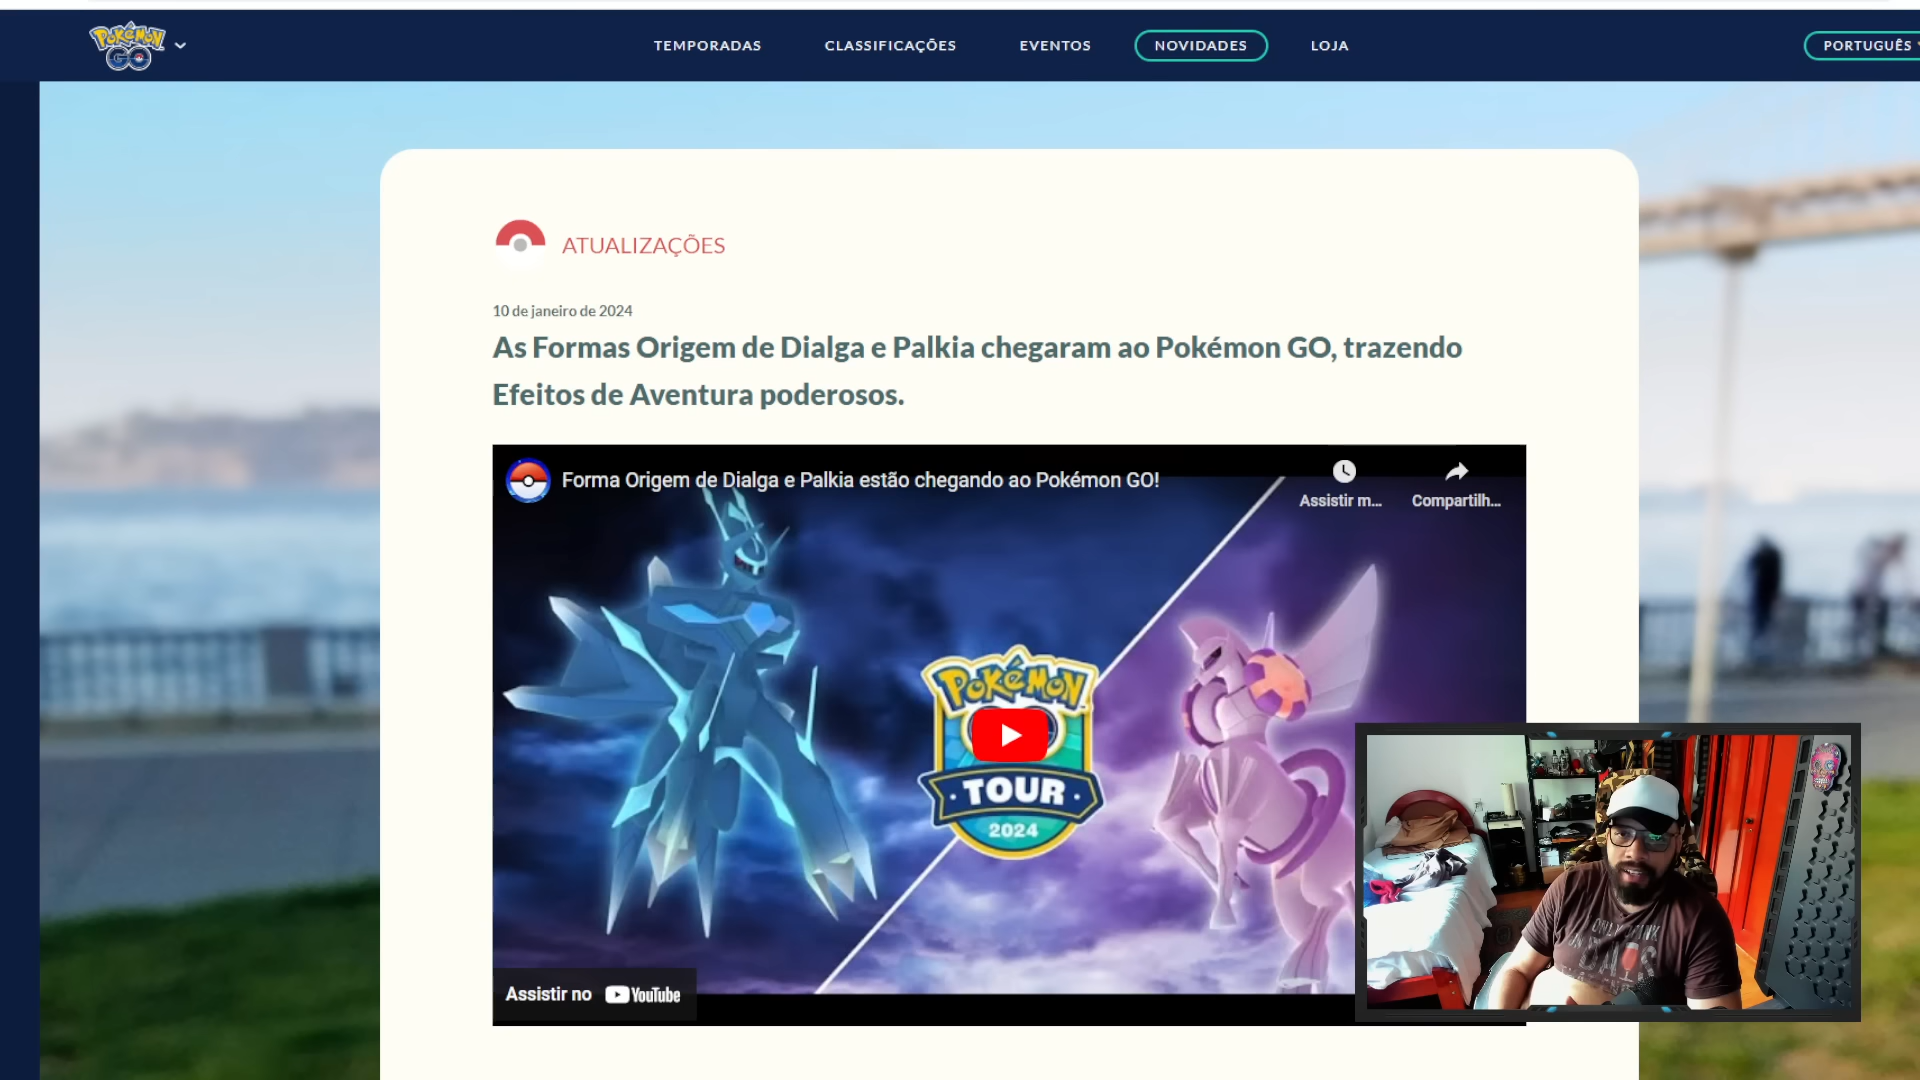 POKÉMON
GO
TEMPORADAS
CLASSIFICAÇÕES
EVENTOS
NOVIDADES
LOJA
PORTUGUÊS
ATUALIZAÇÕES
10 de janeiro de 2024
As Formas Origem de Dialga e Palkia chegaram ao Pokémon GO, trazendo
Efeitos de Aventura poderosos.
Forma Origem de Dialga e Palkia estão chegando ao Pokémon GO!
Assistir m...
Compartilh...
POKÉMON
TOUR
2024
Assistir no YouTube